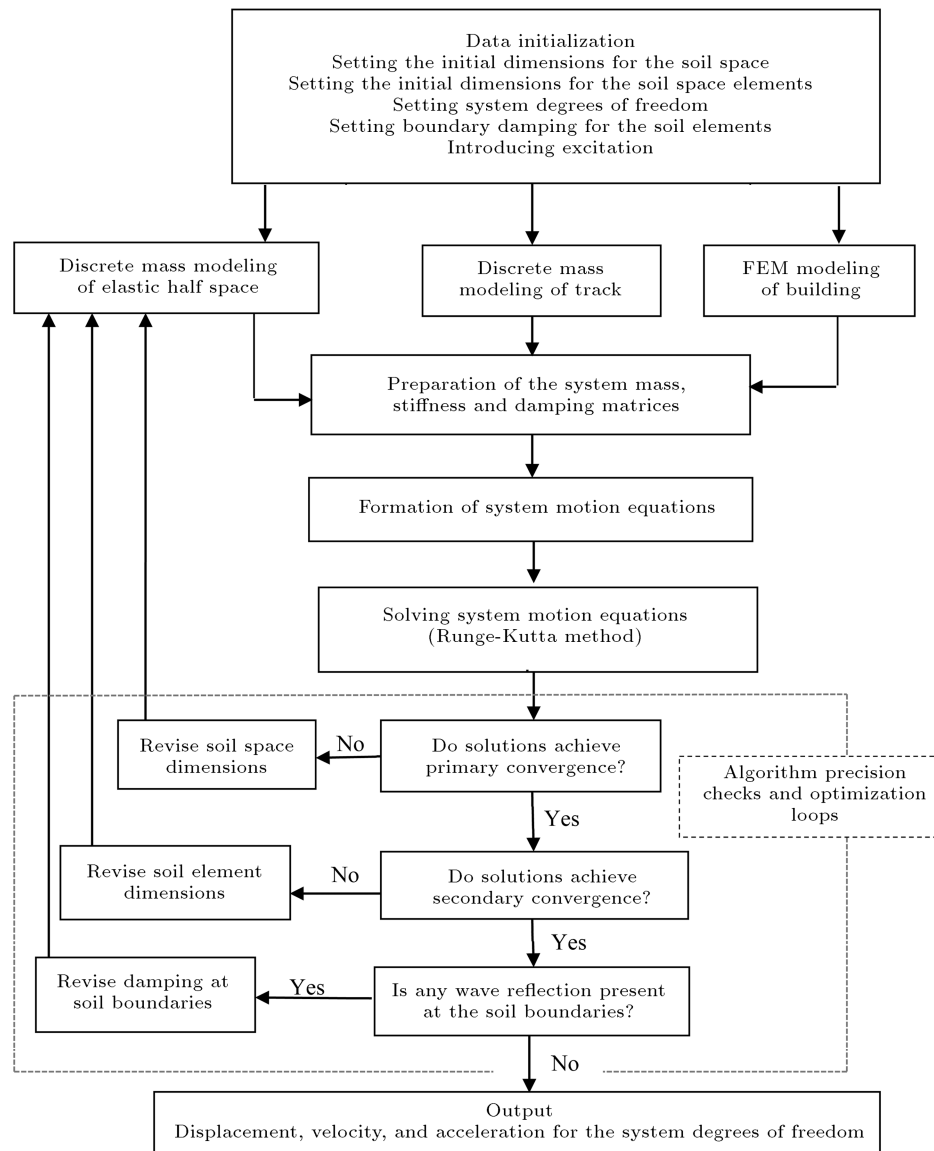 Data initialization
Setting the initial dimensions for the soil space
Setting the initial dimensions for the soil space elements
Setting system degrees of freedom
Setting boundary damping for the soil elements
Introducing excitation
Discrete mass modeling
of elastic half space
Discrete mass
modeling of track
FEM modeling
of building
Preparation of the system mass,
stiffness and damping matrices
Formation of system motion equations
Solving system motion equations
(Runge-Kutta method)
Revise soil space
dimensions
No
Do solutions achieve
primary convergence?
Algorithm precision
checks and optimization
loops
Yes
Revise soil element
dimensions
No
Do solutions achieve
secondary convergence?
Yes
Revise damping at
soil boundaries
Yes
Is any wave reflection present
at the soil boundaries?
No
Output
Displacement, velocity, and acceleration for the system degrees of freedom